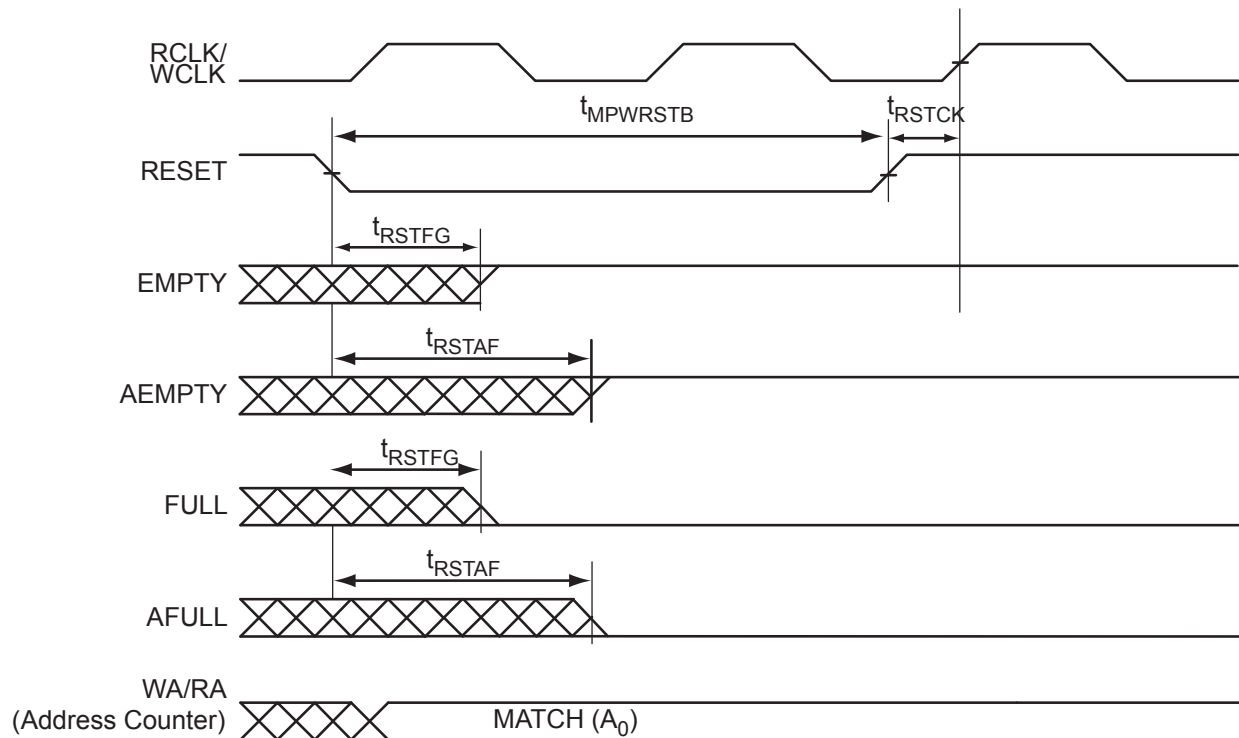 RCLK/
WCLK
tMPWRSTB
tRSTCK
RESET
tRSTFG
EMPTY
tRSTAF
AEMPTY
tRSTFG
FULL
tRSTAF
AFULL
WA/RA
(Address Counter)
MATCH (A0)